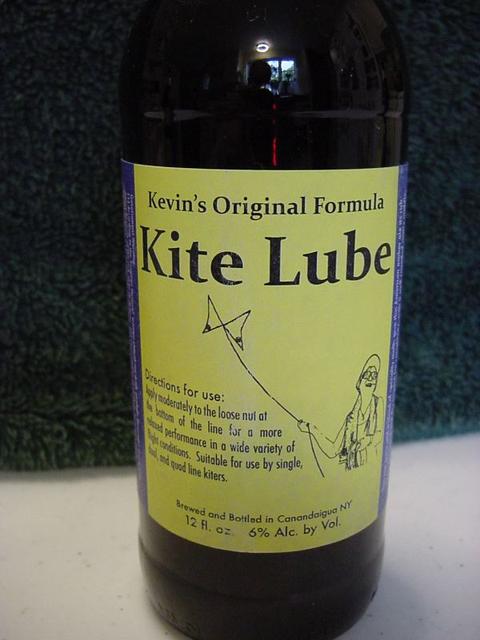 Kevin's Original Formula
Kite Lube
Directions for use:
Apply moderately to the loose nut at
the bottom of the line for a more
relaxed performance in a wide variety of
flight conditions. Suitable for use by single,
dual, and quad line kiters.
Brewed and Bottled in Canandaigua NY
12 fl. oz. 6% Alc. by Vol.